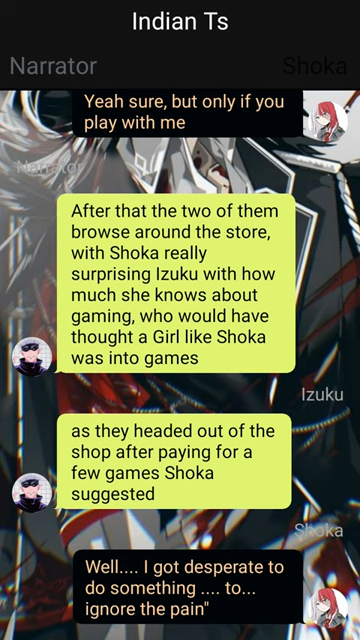 Indian Ts
Narrator
Shoka
Yeah sure, but only if you
play with me
Narrator
After that the two of them
browse around the store,
with Shoka really
surprising Izuku with how
much she knows about
gaming, who would have
thought a Girl like Shoka
was into games
Izuku
as they headed out of the
shop after paying for a
few games Shoka
suggested
Shoka
Well.... I got desperate to
do something .... to...
ignore the pain"